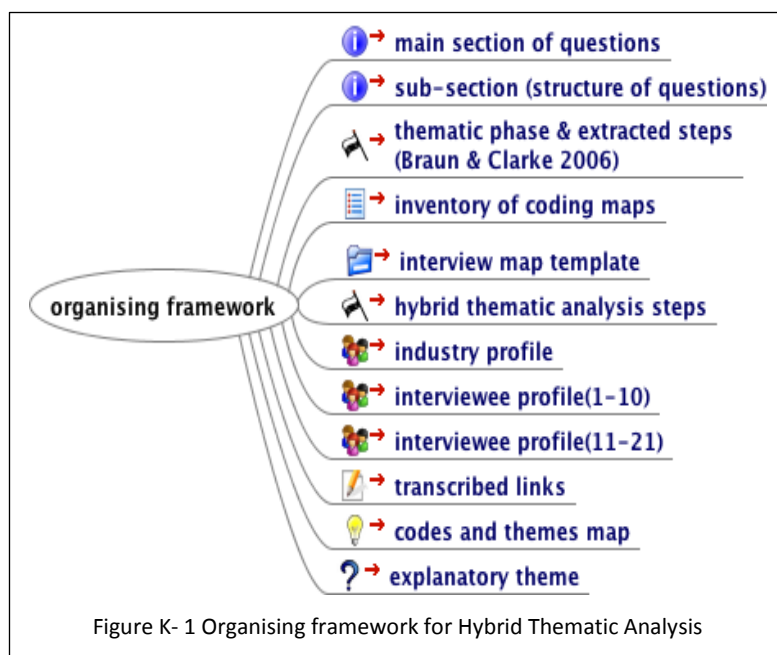 main section of questions
sub-section (structure of questions)
thematic phase & extracted steps
(Braun & Clarke 2006)
inventory of coding maps
interview map template
organising framework
hybrid thematic analysis steps
industry profile
interviewee profile(1-10)
interviewee profile(11-21)
transcribed links
codes and themes map
explanatory theme
Figure K- 1 Organising framework for Hybrid Thematic Analysis